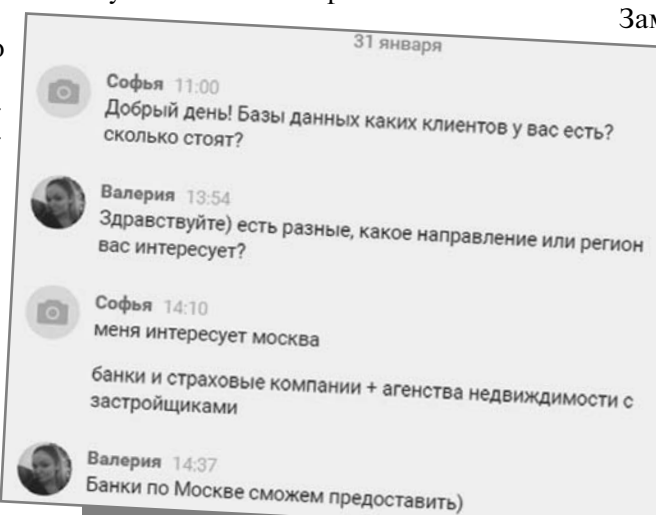 Зам
31 января
Софья 11:00
Добрый день! Базы данных каких клиентов у вас есть?
сколько стоят?
Валерия 13:54
Здравствуйте) есть разные, какое направление или регион
вас интересует?
Софья 14:10
меня интересует москва
банки и страховые компании + агенства недвиждимости с
застройщиками
Валерия 14:37
Банки по Москве сможем предоставить)